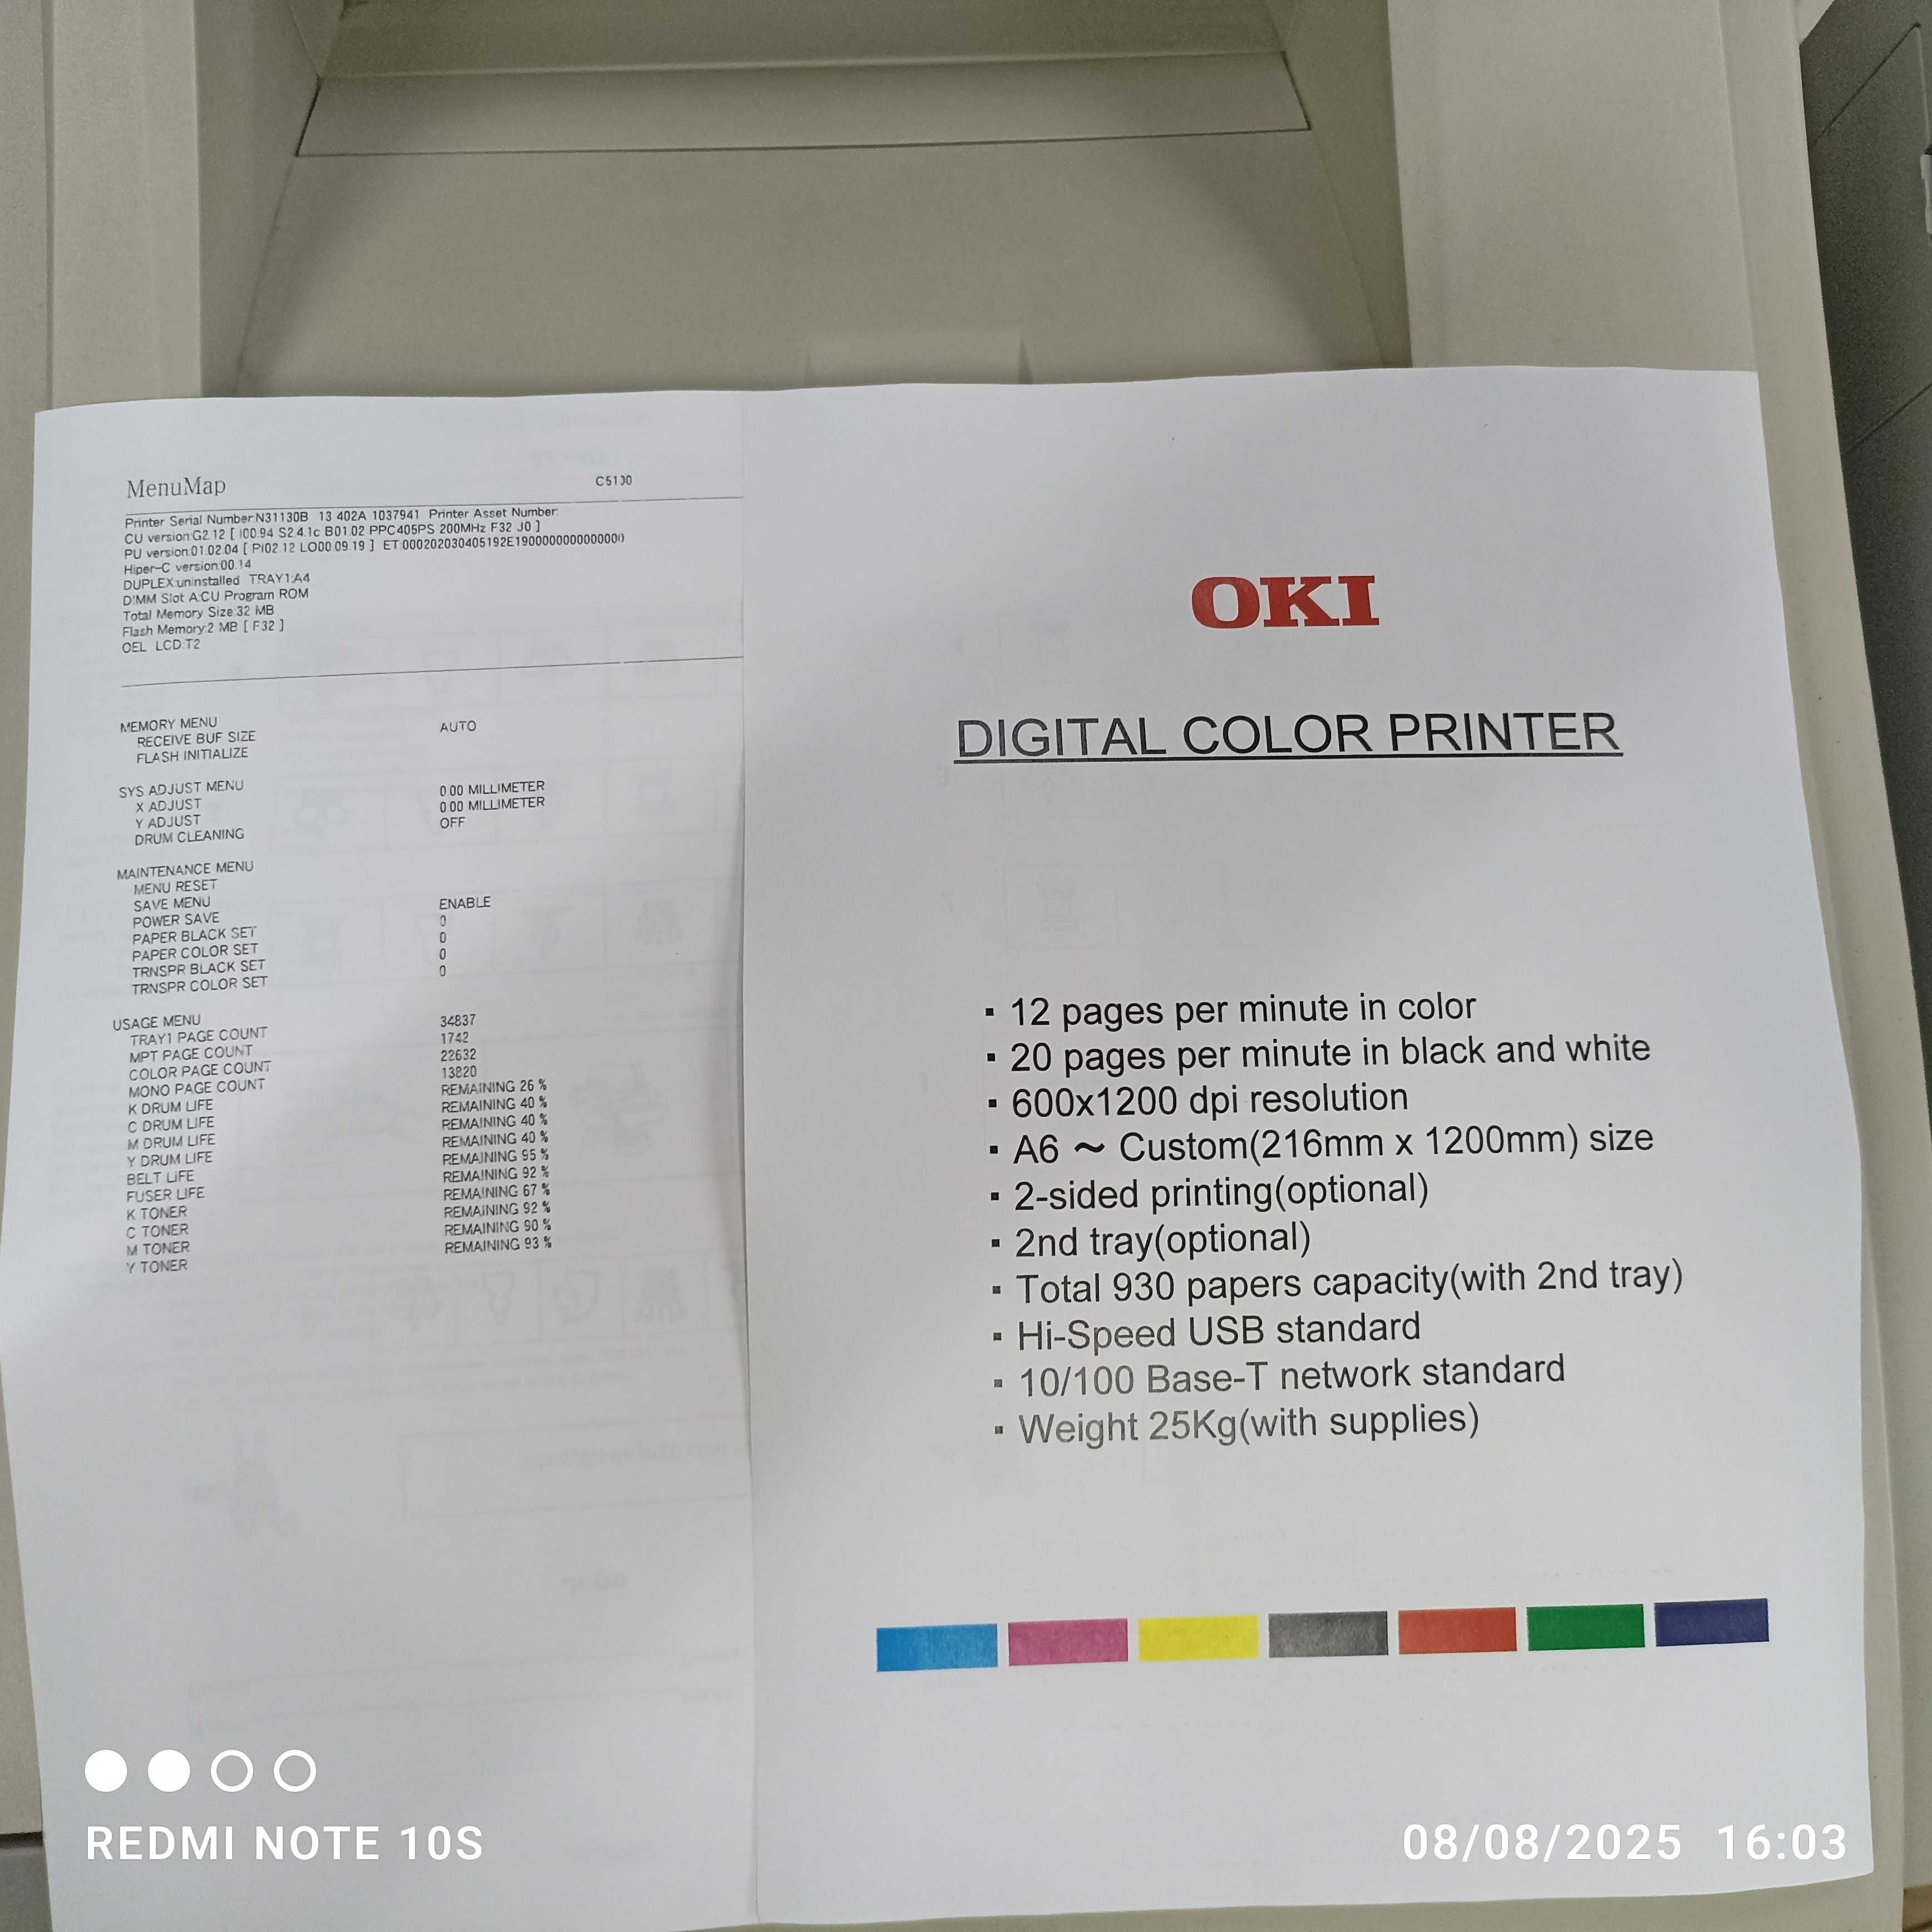 MenuMap C5100
Printer Serial Number:N31130B 13 402A 1037941 Printer Asset Number:
CU version:G2.12 [ I00.94 S2.4.1c B01.02 PPC405PS 200MHz F32 J0 ]
PU version:01.02.04 [ PI02.12 LO00.09.19 ] ET:000202030405192E1900000000000000
Hiper-C version:00.14
DUPLEX:uninstalled TRAY1:A4
DIMM Slot A:CU Program ROM
Total Memory Size:32 MB
Flash Memory:2 MB [ F32 ]
OEL LCD:T2
MEMORY MENU
RECEIVE BUF SIZE AUTO
FLASH INITIALIZE
SYS ADJUST MENU
X ADJUST 0.00 MILLIMETER
Y ADJUST 0.00 MILLIMETER
DRUM CLEANING OFF
MAINTENANCE MENU
MENU RESET
SAVE MENU
POWER SAVE ENABLE
PAPER BLACK SET 0
PAPER COLOR SET 0
TRNSPR BLACK SET 0
TRNSPR COLOR SET 0
USAGE MENU
TRAY1 PAGE COUNT 34837
MPT PAGE COUNT 1742
COLOR PAGE COUNT 22632
MONO PAGE COUNT 13820
K DRUM LIFE REMAINING 26 %
C DRUM LIFE REMAINING 40 %
M DRUM LIFE REMAINING 40 %
Y DRUM LIFE REMAINING 40 %
BELT LIFE REMAINING 95 %
FUSER LIFE REMAINING 92 %
K TONER REMAINING 67 %
C TONER REMAINING 92 %
M TONER REMAINING 90 %
Y TONER REMAINING 93 %
OKI
DIGITAL COLOR PRINTER
▪ 12 pages per minute in color
▪ 20 pages per minute in black and white
▪ 600x1200 dpi resolution
▪ A6 ～ Custom(216mm x 1200mm) size
▪ 2-sided printing(optional)
▪ 2nd tray(optional)
▪ Total 930 papers capacity(with 2nd tray)
▪ Hi-Speed USB standard
▪ 10/100 Base-T network standard
▪ Weight 25Kg(with supplies)
REDMI NOTE 10S
08/08/2025 16:03